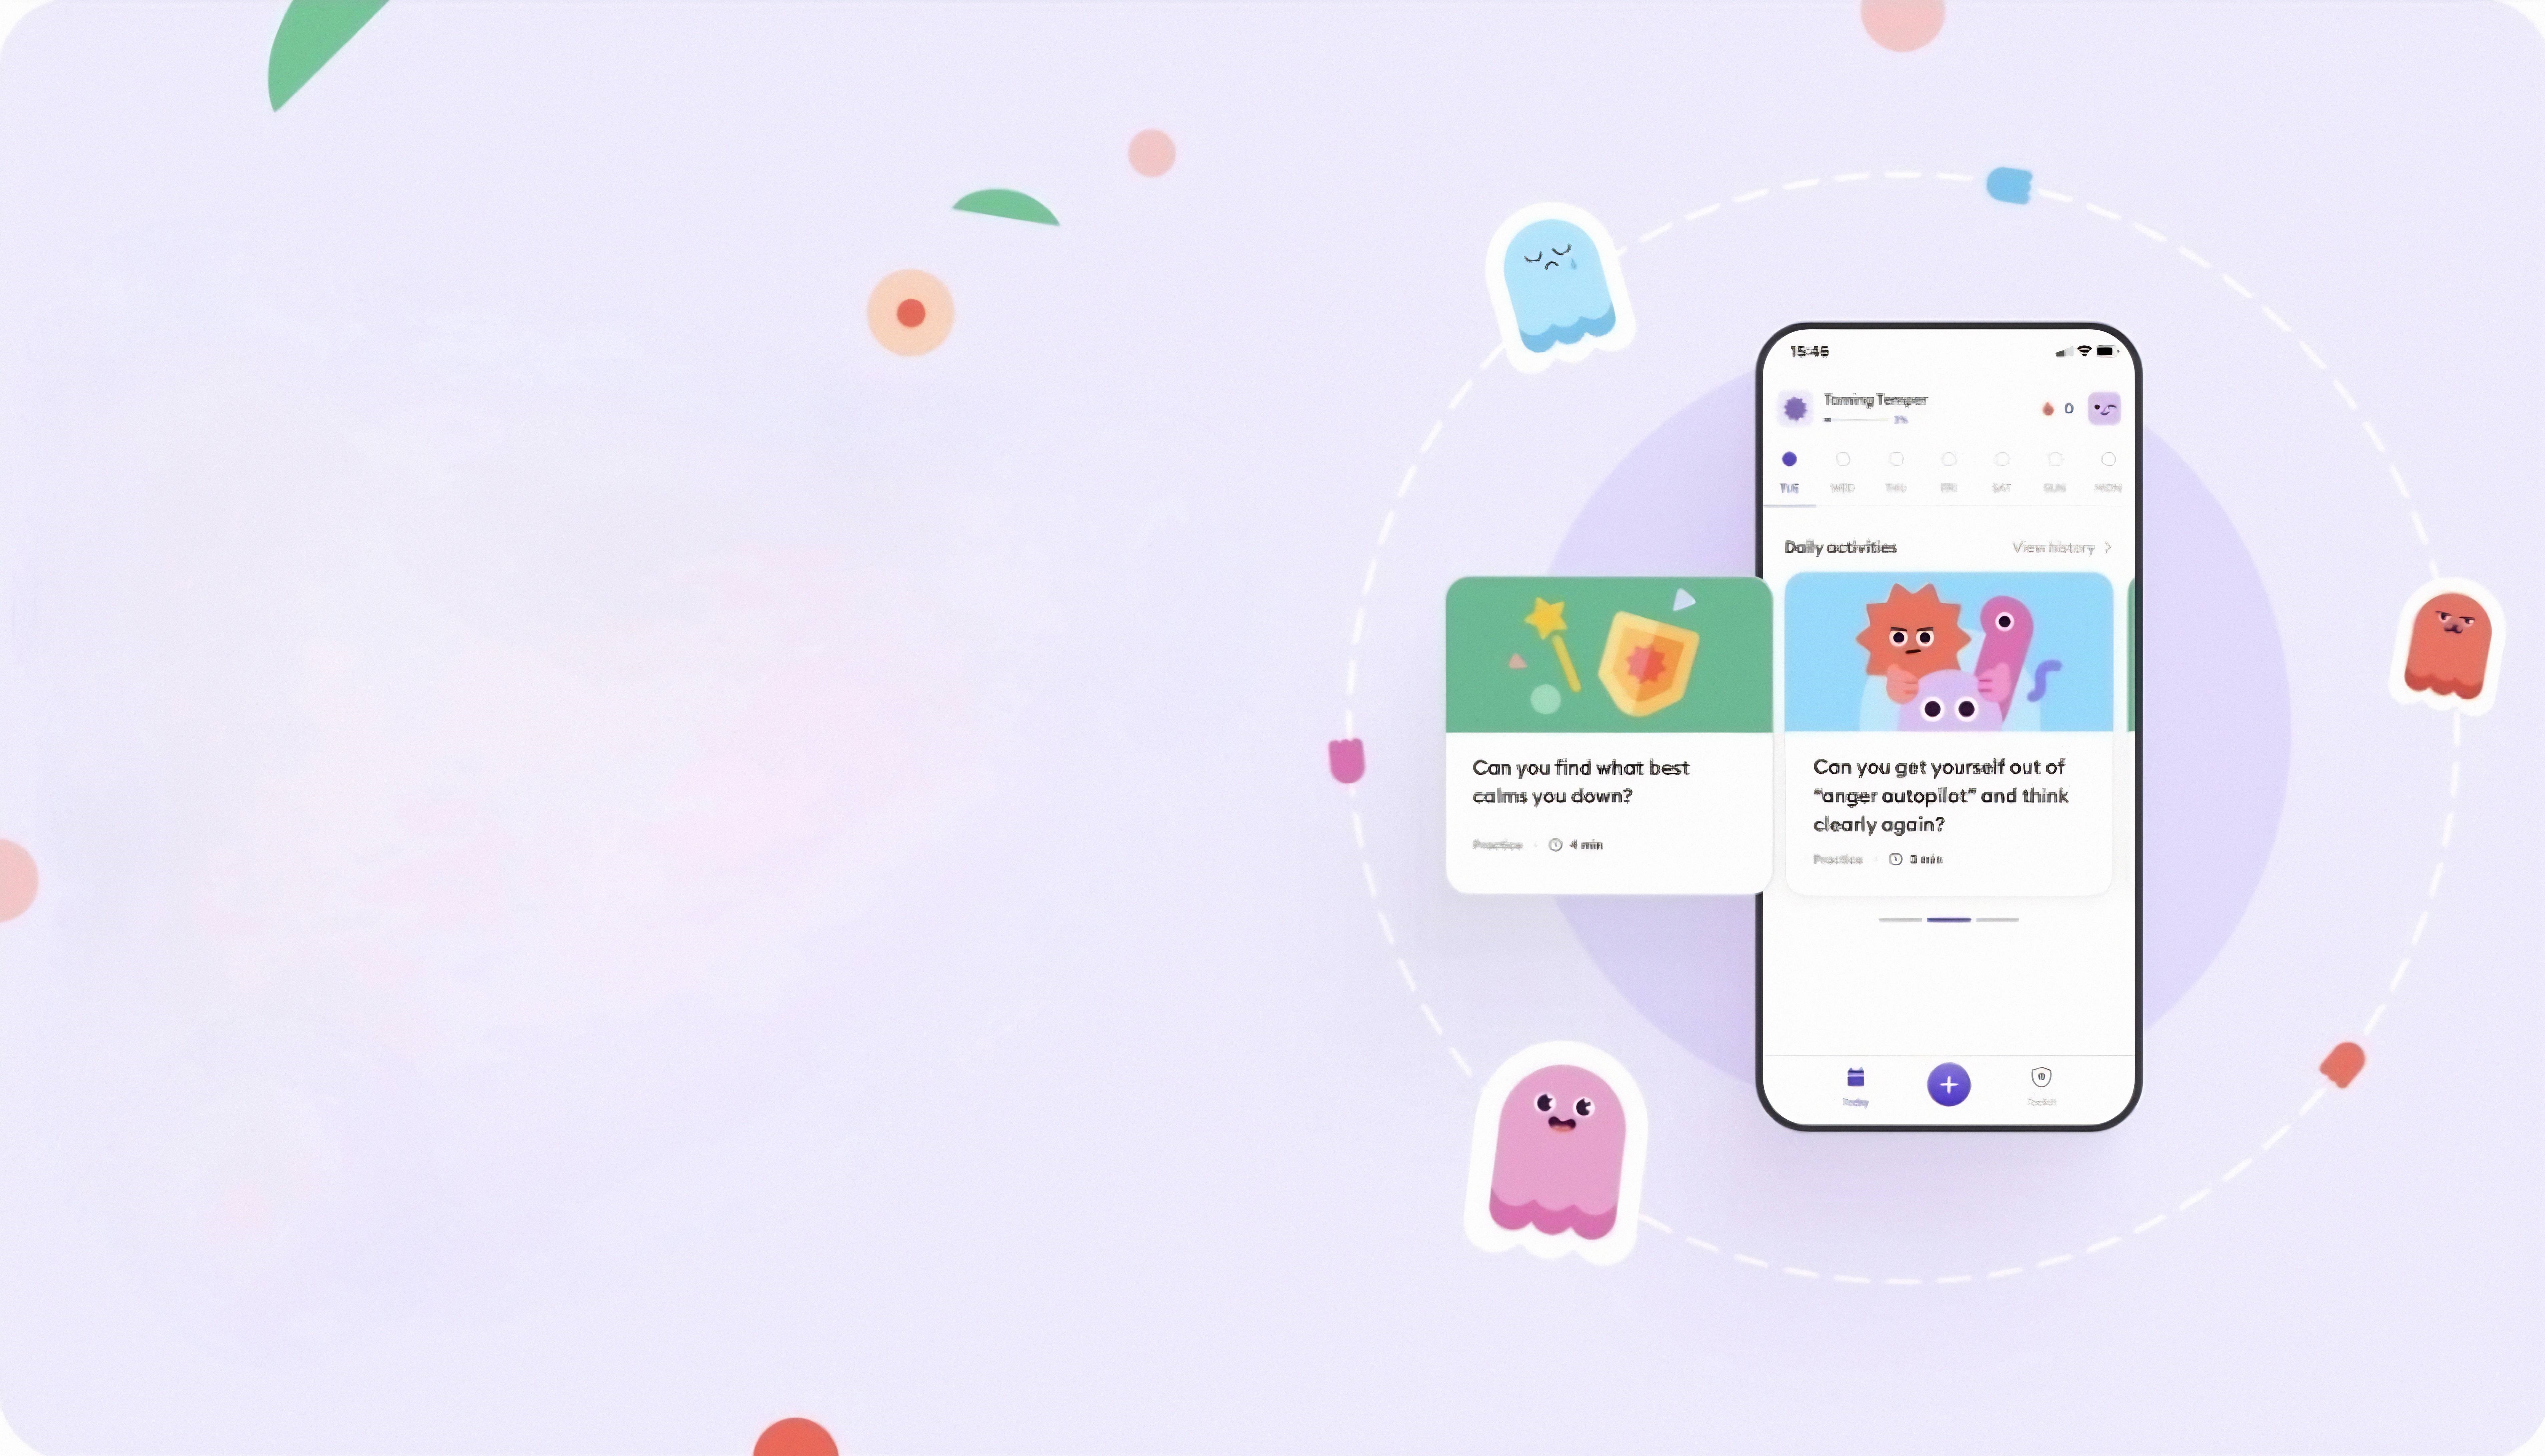 15:46
Taming Temper
0
TUE WED THU FRI SAT SUN MON
Daily activities
View history
Can you find what best
calms you down?
Practice · 4 min
Can you get yourself out of
“anger autopilot” and think
clearly again?
Practice · 3 min
Today
Toolkit